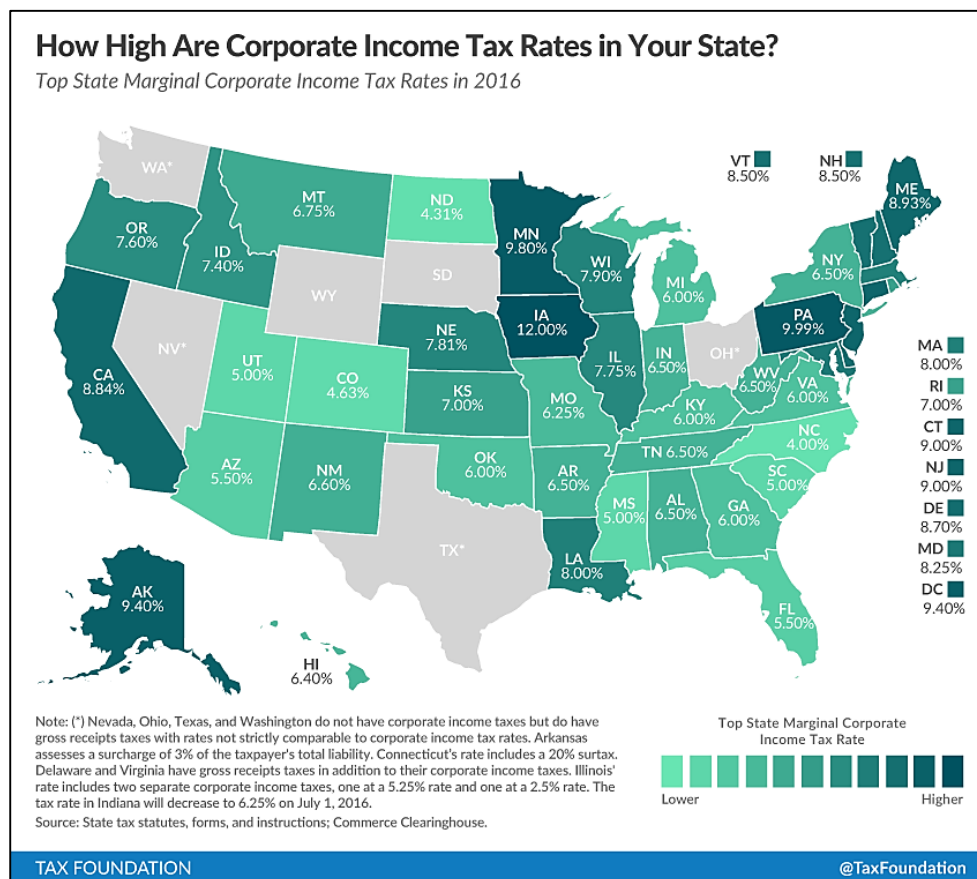 How High Are Corporate Income Tax Rates in Your State?
Top State Marginal Corporate Income Tax Rates in 2016
WA*
MT
6.75%
ND
4.31%
MN
9.80%
VT
8.50%
NH
8.50%
ME
8.93%
OR
7.60%
ID
7.40%
WY
SD
WI
7.90%
MI
6.00%
NY
6.50%
NV*
UT
5.00%
CO
4.63%
NE
7.81%
IA
12.00%
IL
7.75%
IN
6.50%
OH*
PA
9.99%
CA
8.84%
KS
7.00%
MO
6.25%
KY
6.00%
WV
6.50%
VA
6.00%
AZ
5.50%
NM
6.60%
OK
6.00%
AR
6.50%
TN 6.50%
NC
4.00%
SC
5.00%
TX*
LA
8.00%
MS
5.00%
AL
6.50%
GA
6.00%
FL
5.50%
AK
9.40%
HI
6.40%
MA
8.00%
RI
7.00%
CT
9.00%
NJ
9.00%
DE
8.70%
MD
8.25%
DC
9.40%
Note: (*) Nevada, Ohio, Texas, and Washington do not have corporate income taxes but do have
gross receipts taxes with rates not strictly comparable to corporate income tax rates. Arkansas
assesses a surcharge of 3% of the taxpayer's total liability. Connecticut's rate includes a 20% surtax.
Delaware and Virginia have gross receipts taxes in addition to their corporate income taxes. Illinois'
rate includes two separate corporate income taxes, one at a 5.25% rate and one at a 2.5% rate. The
tax rate in Indiana will decrease to 6.25% on July 1, 2016.
Source: State tax statutes, forms, and instructions; Commerce Clearinghouse.
Top State Marginal Corporate
Income Tax Rate
Lower
Higher
TAX FOUNDATION
@TaxFoundation